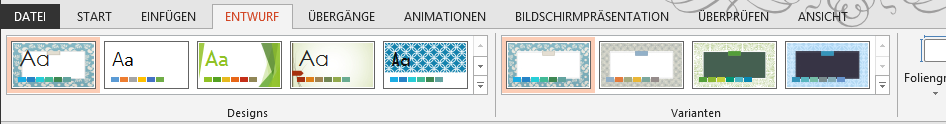 DATEI START EINFÜGEN ENTWURF ÜBERGÄNGE ANIMATIONEN BILDSCHIRMPRÄSENTATION ÜBERPRÜFEN ANSICHT
Aa Aa Aa Aa Aa
Foliengr
Designs Varianten